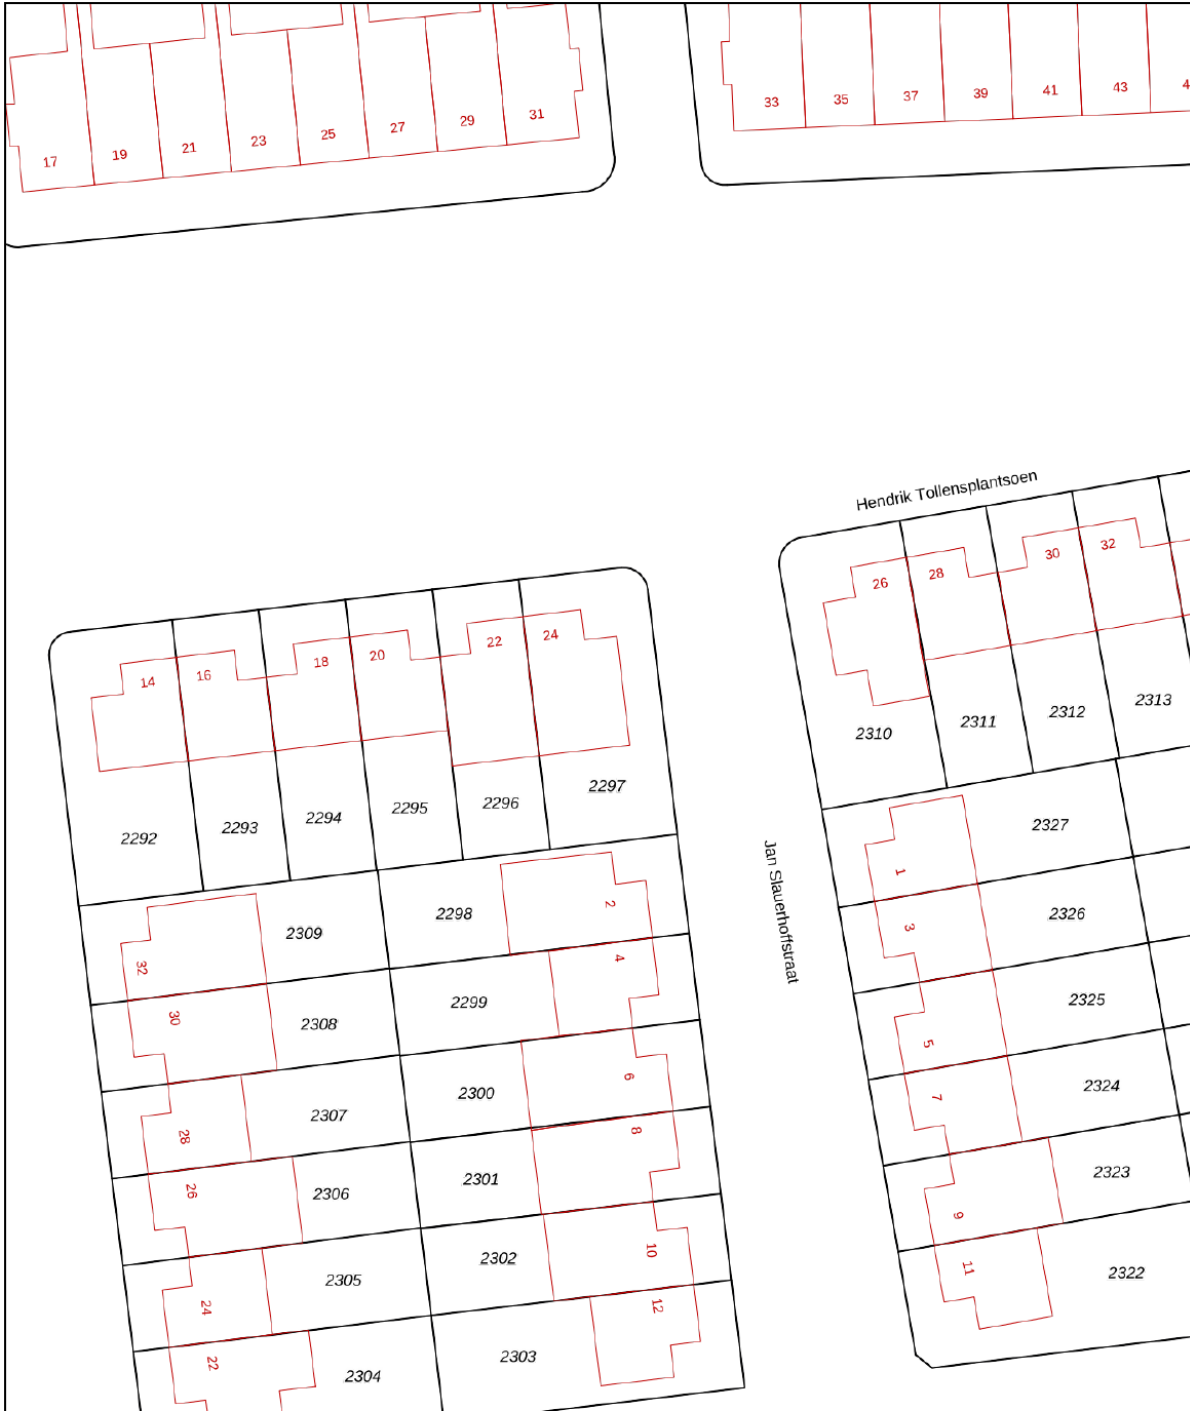 33 35 37 39 41 43 4
17 19 21 23 25 27 29 31
Hendrik Tollensplantsoen
26 28 30 32
14 16 18 20 22 24
2310 2311 2312 2313
2292 2293 2294 2295 2296 2297
Jan Slauerhoffstraat
1 2327
2309 2298 2
32
3 2326
30 2308 2299 4
5 2325
28 2307 2300 6
7 2324
26 2306 2301 8
9 2323
24 2305 2302 10
11 2322
22 2304 2303 12